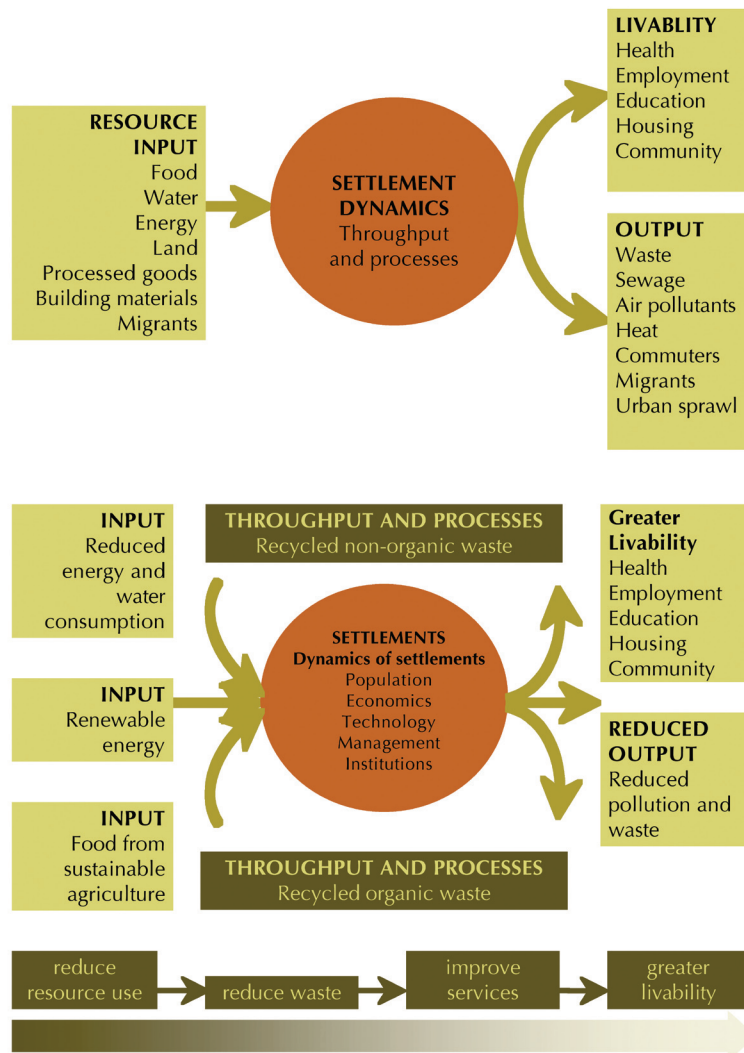 RESOURCE
INPUT
Food
Water
Energy
Land
Processed goods
Building materials
Migrants
SETTLEMENT
DYNAMICS
Throughput
and processes
LIVABLITY
Health
Employment
Education
Housing
Community
OUTPUT
Waste
Sewage
Air pollutants
Heat
Commuters
Migrants
Urban sprawl
INPUT
Reduced
energy and
water
consumption
INPUT
Renewable
energy
INPUT
Food from
sustainable
agriculture
THROUGHPUT AND PROCESSES
Recycled non-organic waste
SETTLEMENTS
Dynamics of settlements
Population
Economics
Technology
Management
Institutions
THROUGHPUT AND PROCESSES
Recycled organic waste
Greater
Livability
Health
Employment
Education
Housing
Community
REDUCED
OUTPUT
Reduced
pollution and
waste
reduce
resource use
reduce waste
improve
services
greater
livability